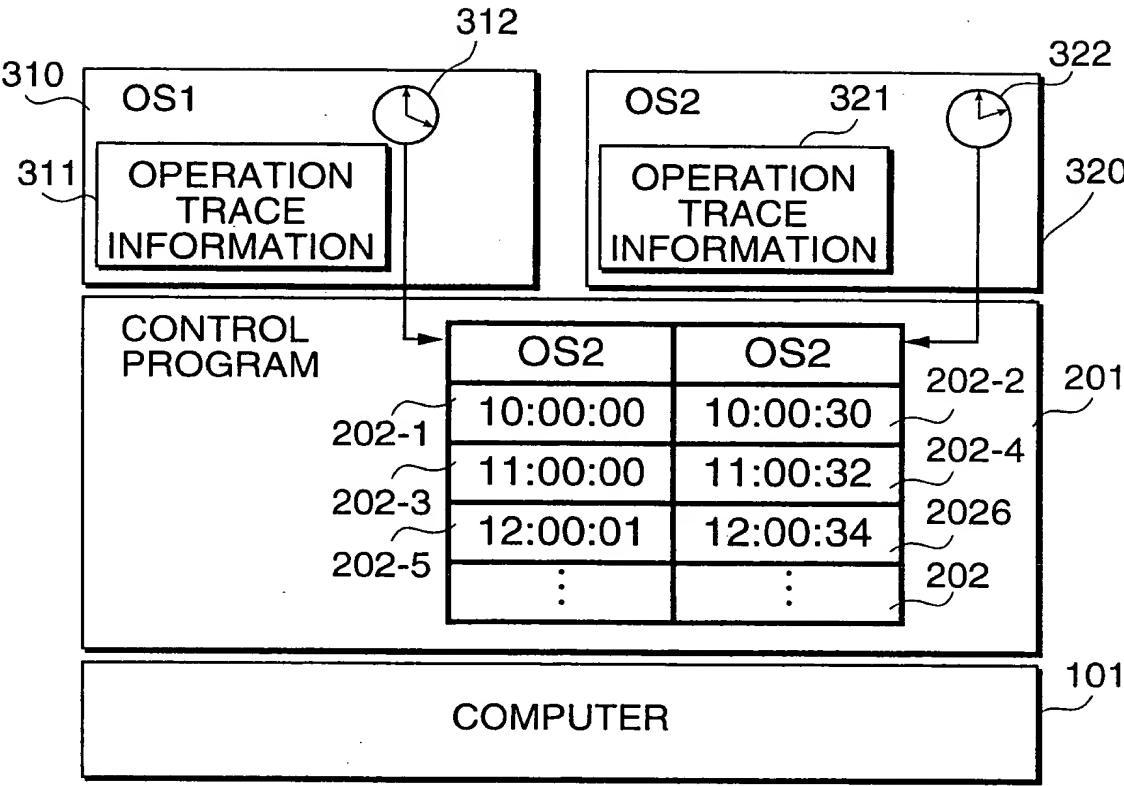 312
322
310
OS1
OS2
321
311
OPERATION
TRACE
INFORMATION
OPERATION
TRACE
INFORMATION
320
CONTROL
PROGRAM
OS2 OS2
201
202-1
10:00:00 10:00:30
202-2
202-3
11:00:00 11:00:32
202-4
202-5
12:00:01 12:00:34
2026
202
COMPUTER
101